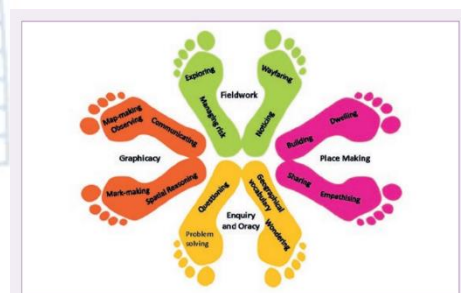 Exploring
Managing risk
Fieldwork
Wayfaring
Noticing
Map-making
Observing
Communicating
Graphicacy
Mark-making
Spatial Reasoning
Building
Dwelling
Place Making
Sharing
Empathising
Questioning
Problem
solving
Enquiry
and Oracy
Geographical
vocabulary
Wondering